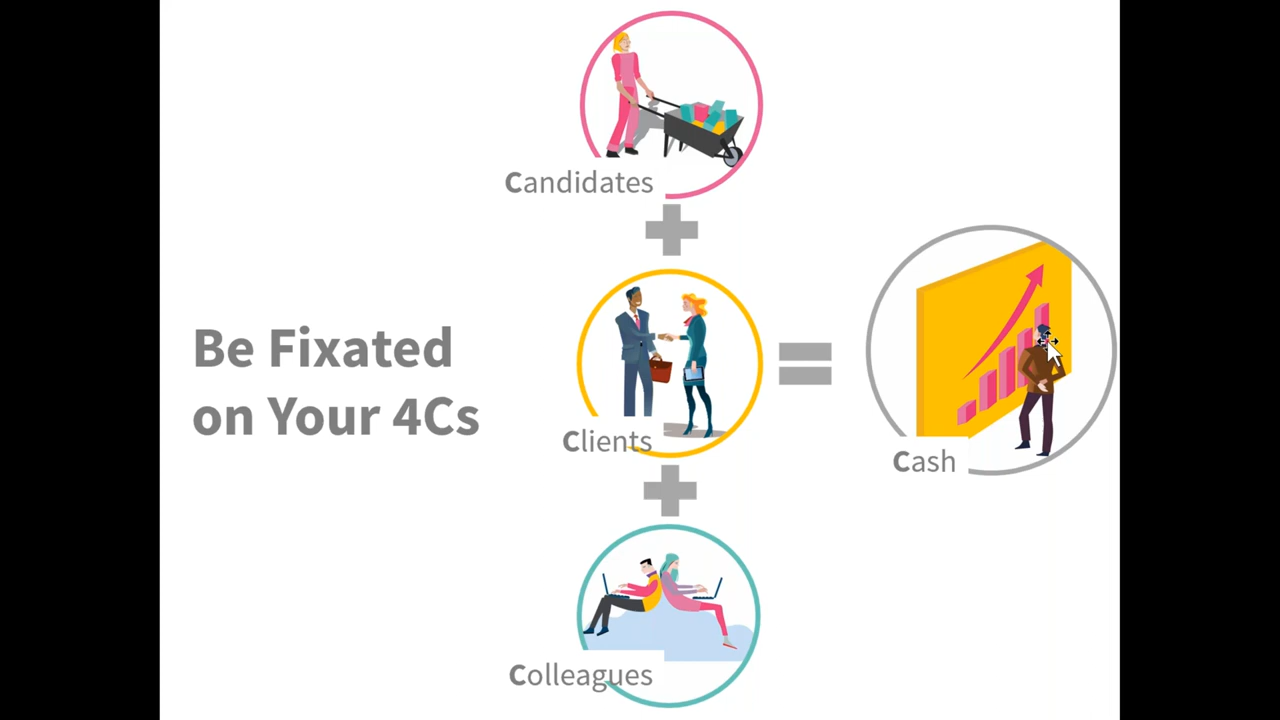 Candidates
Be Fixated
on Your 4Cs
Clients
Cash
Colleagues